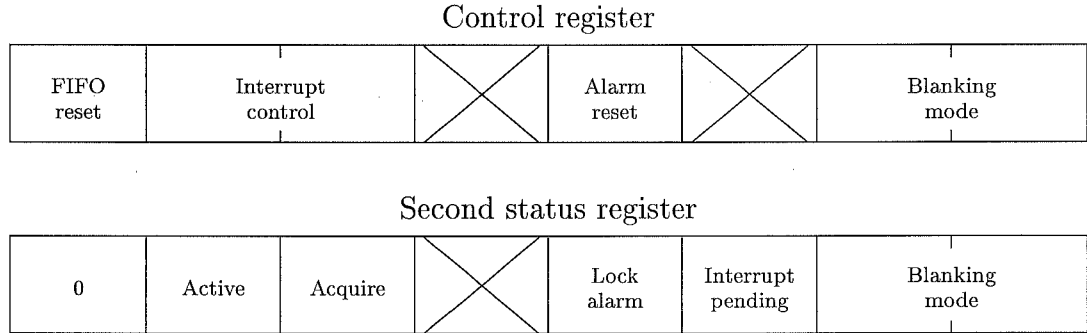 Control register
FIFO
reset
Interrupt
control
Alarm
reset
Blanking
mode
Second status register
0
Active
Acquire
Lock
alarm
Interrupt
pending
Blanking
mode